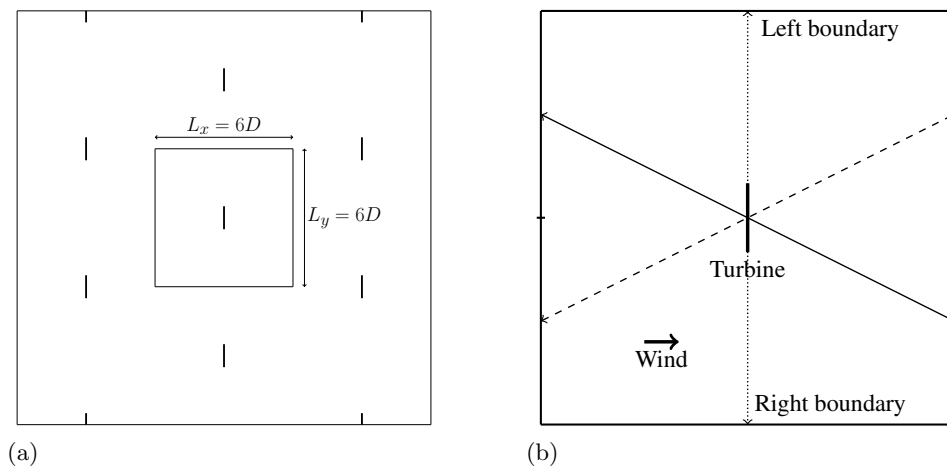 L_x = 6D
L_y = 6D
(a)
Left boundary
Turbine
Wind
Right boundary
(b)